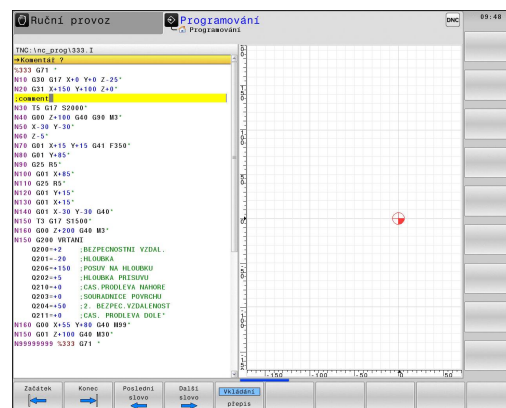 Ruční provoz
Programování
Programování
DNC
09:48
TNC:\nc_prog\333.I
→Komentář ?
%333 G71 *
N10 G30 G17 X+0 Y+0 Z-25*
N20 G31 X+150 Y+100 Z+0*
;comment
N30 T5 G17 S2000*
N40 G00 Z+100 G40 G90 M3*
N50 X-30 Y-30*
N60 Z-5*
N70 G01 X+15 Y+15 G41 F350*
N80 G01 Y+85*
N90 G25 R5*
N100 G01 X+85*
N110 G25 R5*
N120 G01 Y+15*
N130 G01 X+15*
N140 G01 X-30 Y-30 G40*
N150 T3 G17 S1500*
N160 G00 Z+200 G40 M3*
N150 G200 VRTANI
Q200=+2 ;BEZPECNOSTNI VZDAL.
Q201=-20 ;HLOUBKA
Q206=+150 ;POSUV NA HLOUBKU
Q202=+5 ;HLOUBKA PRISUVU
Q210=+0 ;CAS.PRODLEVA NAHORE
Q203=+0 ;SOURADNICE POVRCHU
Q204=+50 ;2. BEZPEC.VZDALENOST
Q211=+0 ;CAS. PRODLEVA DOLE*
N160 G00 X+55 Y+80 G40 M99*
N150 G01 Z+100 G40 M30*
N99999999 %333 G71 *
-150 -100 -50 0 50
Začátek
Konec
Poslední slovo
Další slovo
Vkládání
přepis